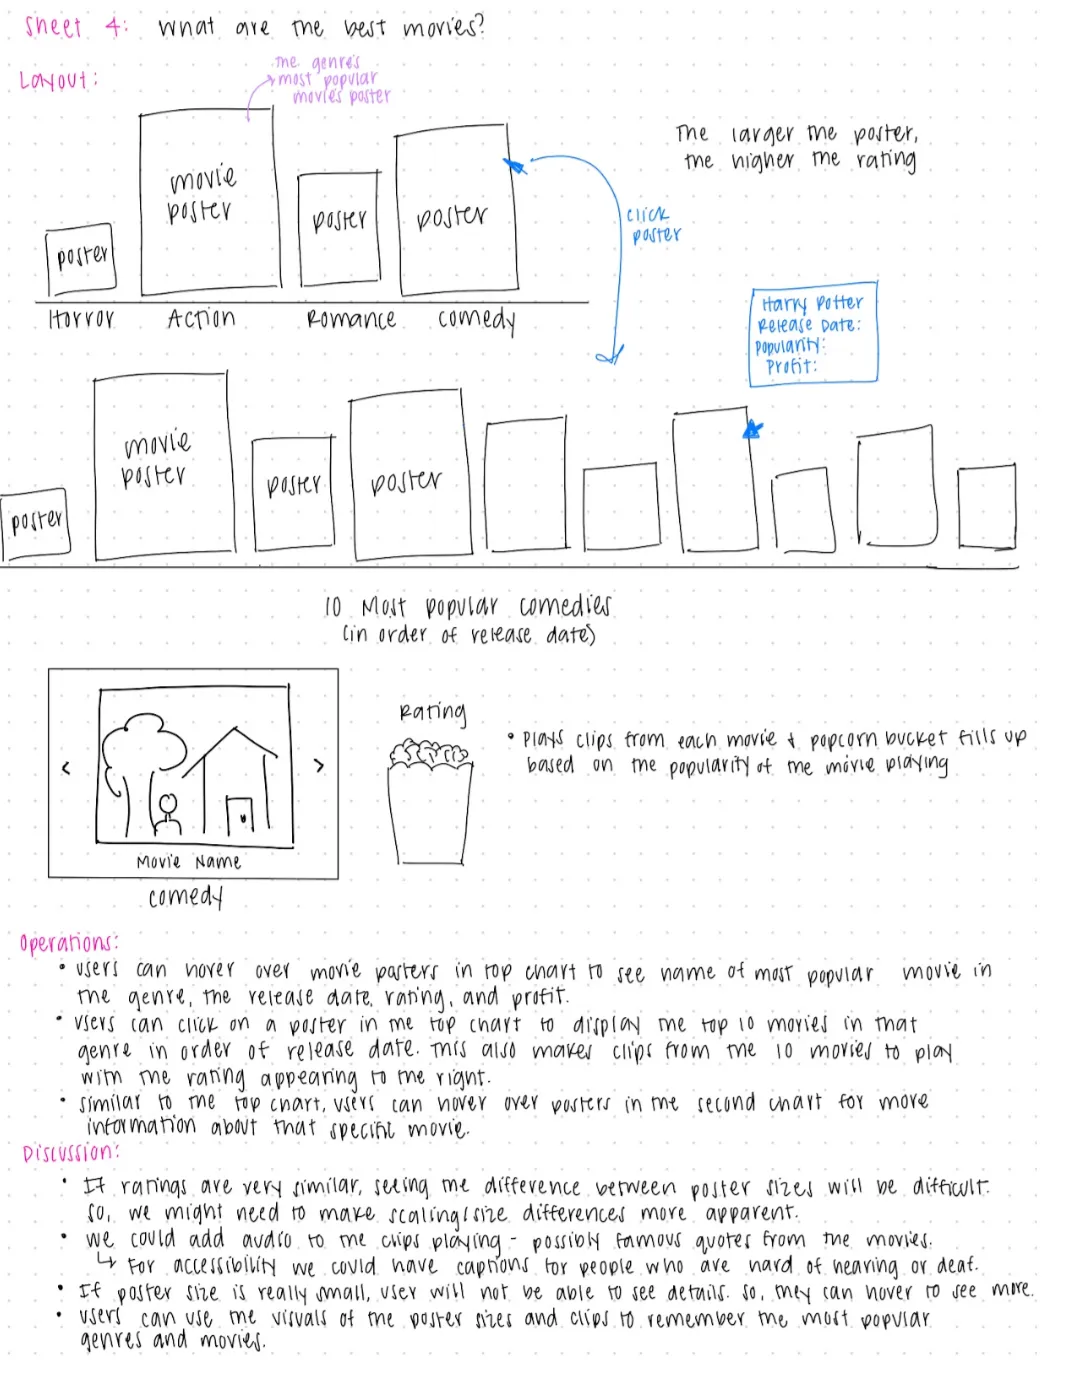 Sheet 4: What are the best movies?
Layout:
the genre's
most popular
movie's poster
movie
poster
poster
poster
poster
The larger the poster,
the higher the rating
click
poster
Horror Action Romance Comedy
Harry Potter
Release Date:
Popularity:
Profit:
movie
poster
poster
poster
poster
10 Most popular comedies
(in order of release date)
Rating
• Plays clips from each movie & popcorn bucket fills up
based on the popularity of the movie playing
< >
Movie Name
comedy
Operations:
• users can hover over movie posters in top chart to see name of most popular movie in
the genre, the release date, rating, and profit.
• Users can click on a poster in the top chart to display the top 10 movies in that
genre in order of release date. This also makes clips from the 10 movies to play
with the rating appearing to the right.
• similar to the top chart, users can hover over posters in the second chart for more
information about that specific movie.
Discussion:
• If ratings are very similar, seeing the difference between poster sizes will be difficult.
So, we might need to make scaling/size differences more apparent.
• we could add audio to the clips playing - possibly famous quotes from the movies.
↳ For accessibility we could have captions for people who are hard of hearing or deaf.
• If poster size is really small, user will not be able to see details. So, they can hover to see more.
• users can use the visuals of the poster sizes and clips to remember the most popular
genres and movies.